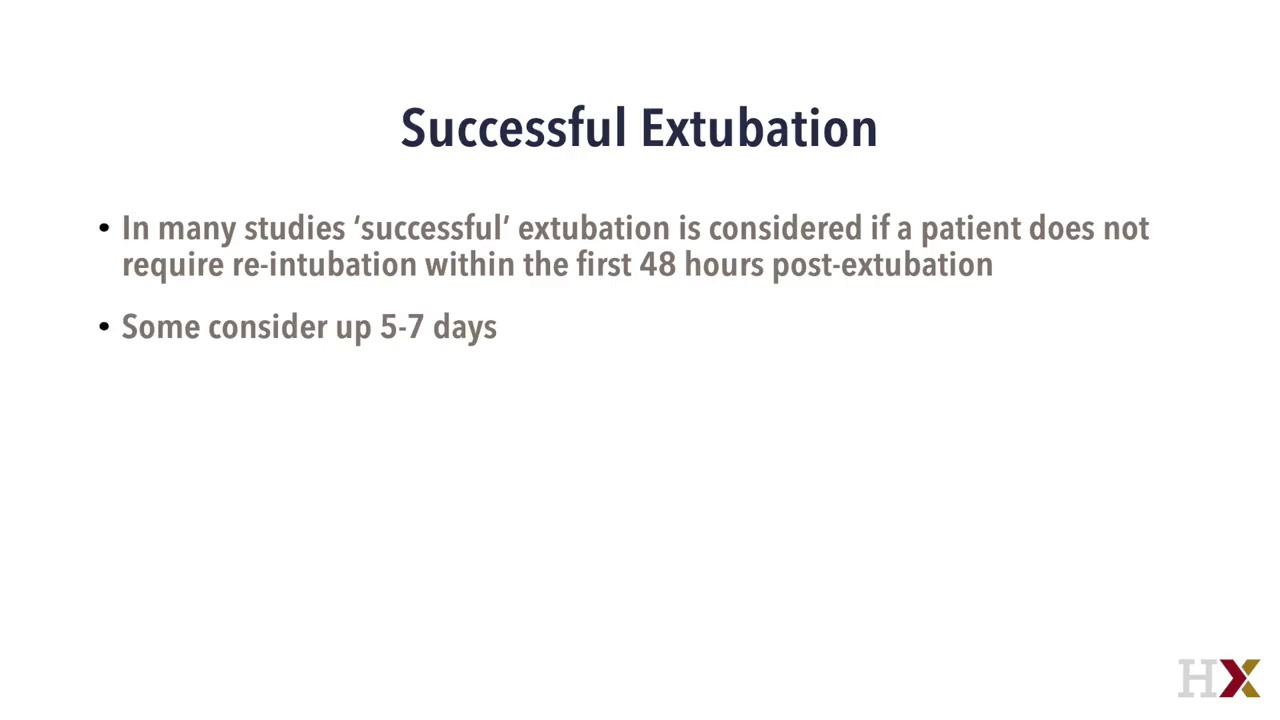 Successful Extubation
• In many studies ‘successful’ extubation is considered if a patient does not
require re-intubation within the first 48 hours post-extubation
• Some consider up 5-7 days
HX